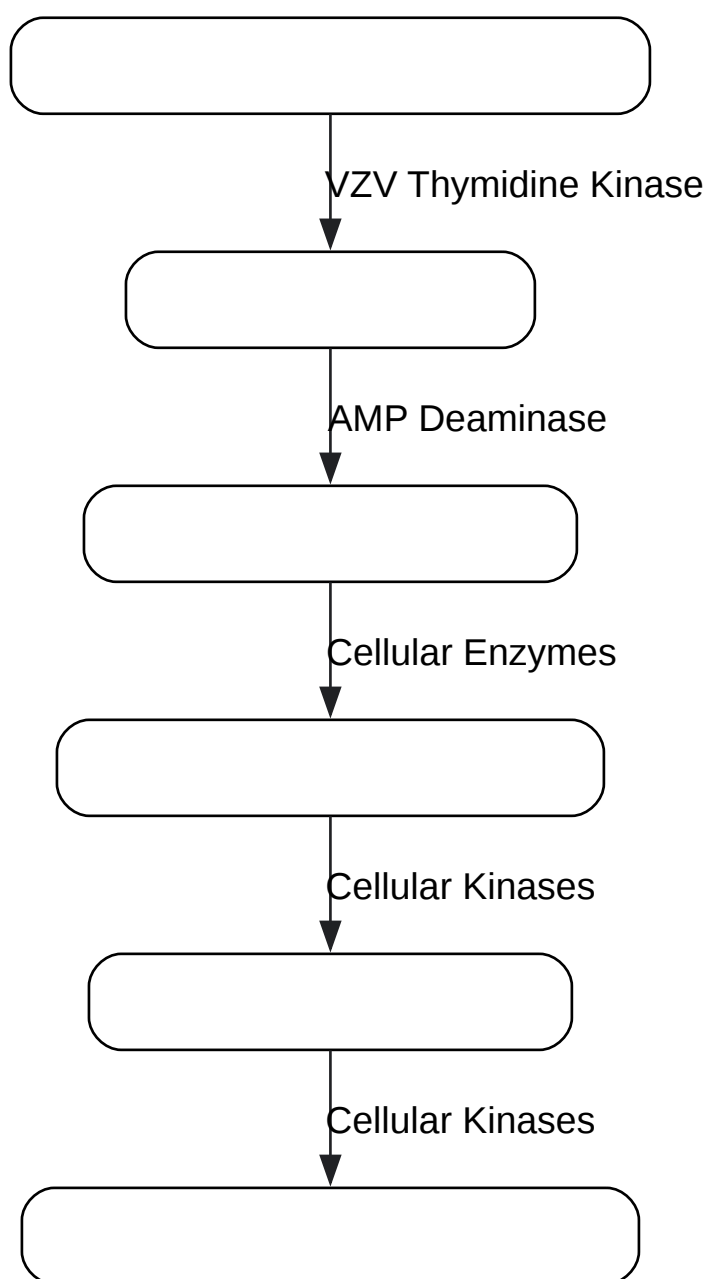 VZV Thymidine Kinase
AMP Deaminase
Cellular Enzymes
Cellular Kinases
Cellular Kinases